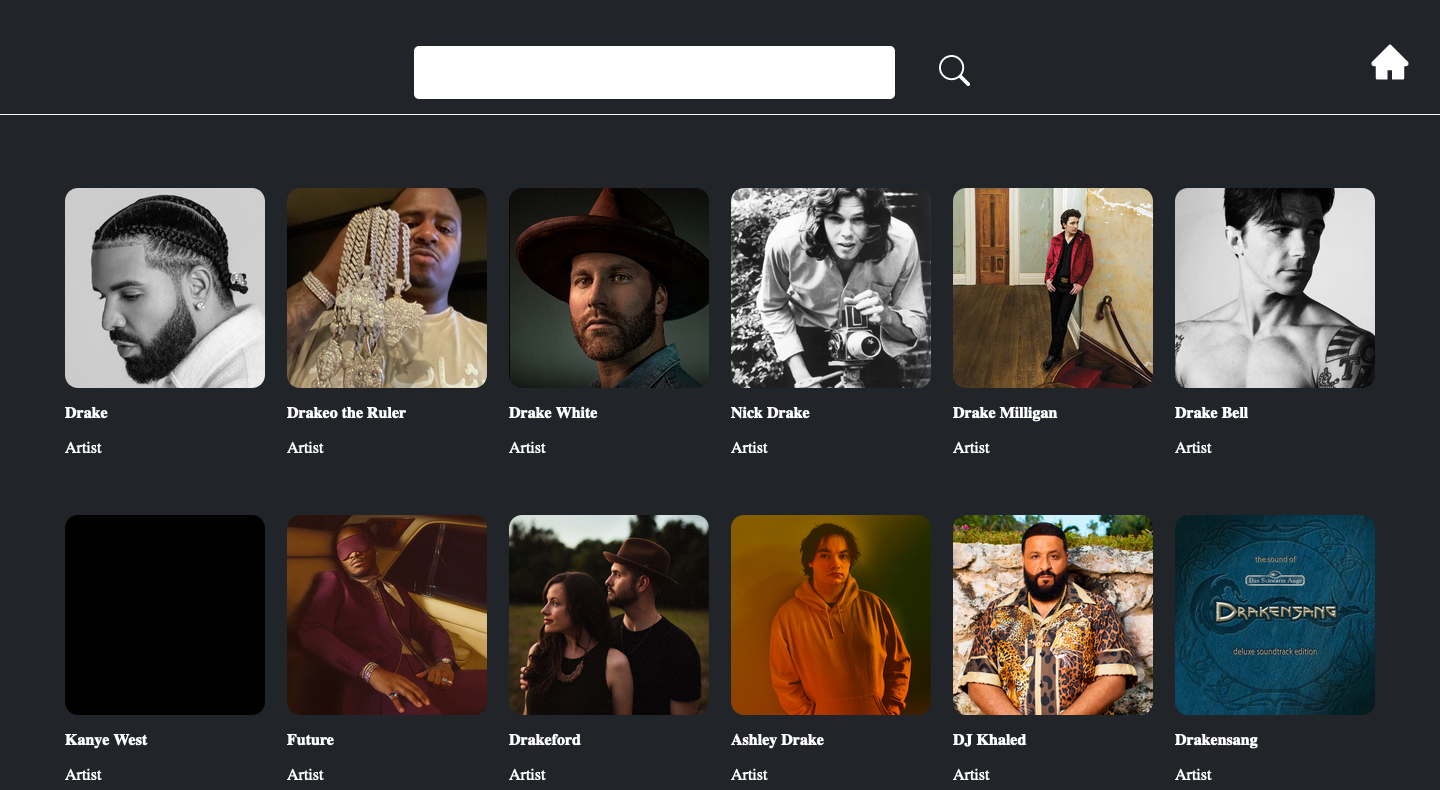 Drake
Drakeo the Ruler
Drake White
Nick Drake
Drake Milligan
Drake Bell
Artist
Artist
Artist
Artist
Artist
Artist
the sound of
Das Schwarze Auge
DRAKENSANG
deluxe soundtrack edition
Kanye West
Future
Drakeford
Ashley Drake
DJ Khaled
Drakensang
Artist
Artist
Artist
Artist
Artist
Artist